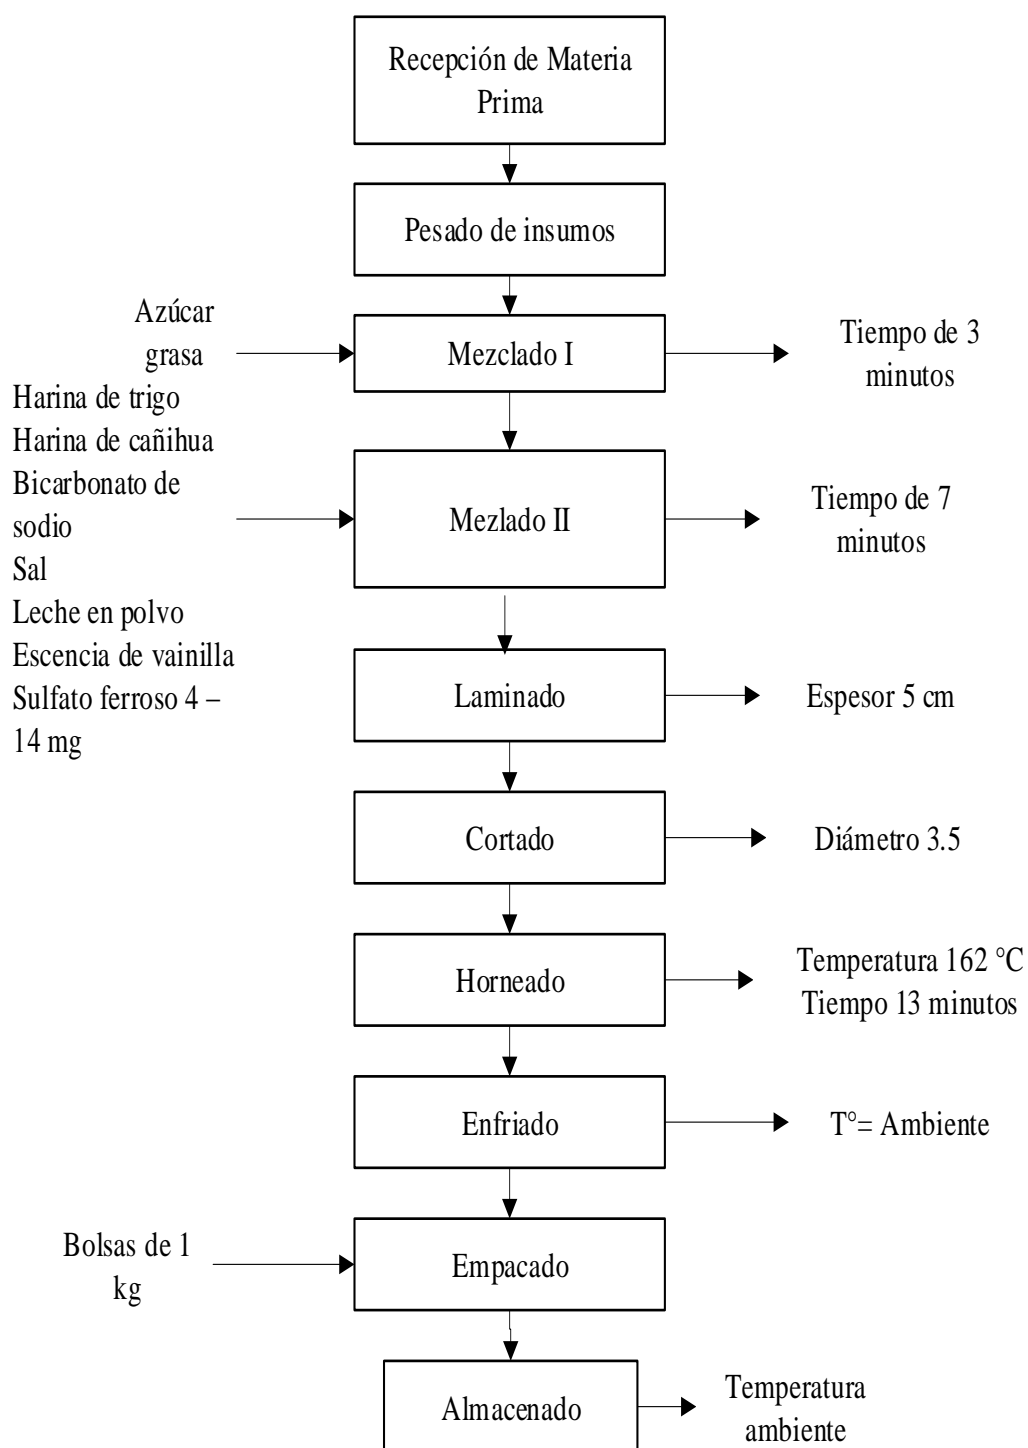 Recepción de Materia
Prima
Pesado de insumos
Azúcar
grasa
Mezclado I
Tiempo de 3
minutos
Harina de trigo
Harina de cañihua
Bicarbonato de
sodio
Sal
Leche en polvo
Escencia de vainilla
Sulfato ferroso 4 –
14 mg
Mezlado II
Tiempo de 7
minutos
Laminado
Espesor 5 cm
Cortado
Diámetro 3.5
Horneado
Temperatura 162 °C
Tiempo 13 minutos
Enfriado
T°= Ambiente
Bolsas de 1
kg
Empacado
Almacenado
Temperatura
ambiente